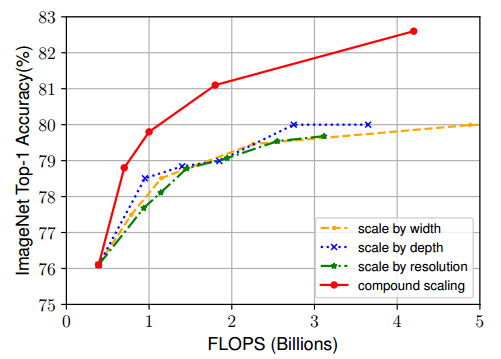 83
82
81
80
79
78
77
76
75
ImageNet Top-1 Accuracy(%)
scale by width
scale by depth
scale by resolution
compound scaling
0 1 2 3 4 5
FLOPS (Billions)